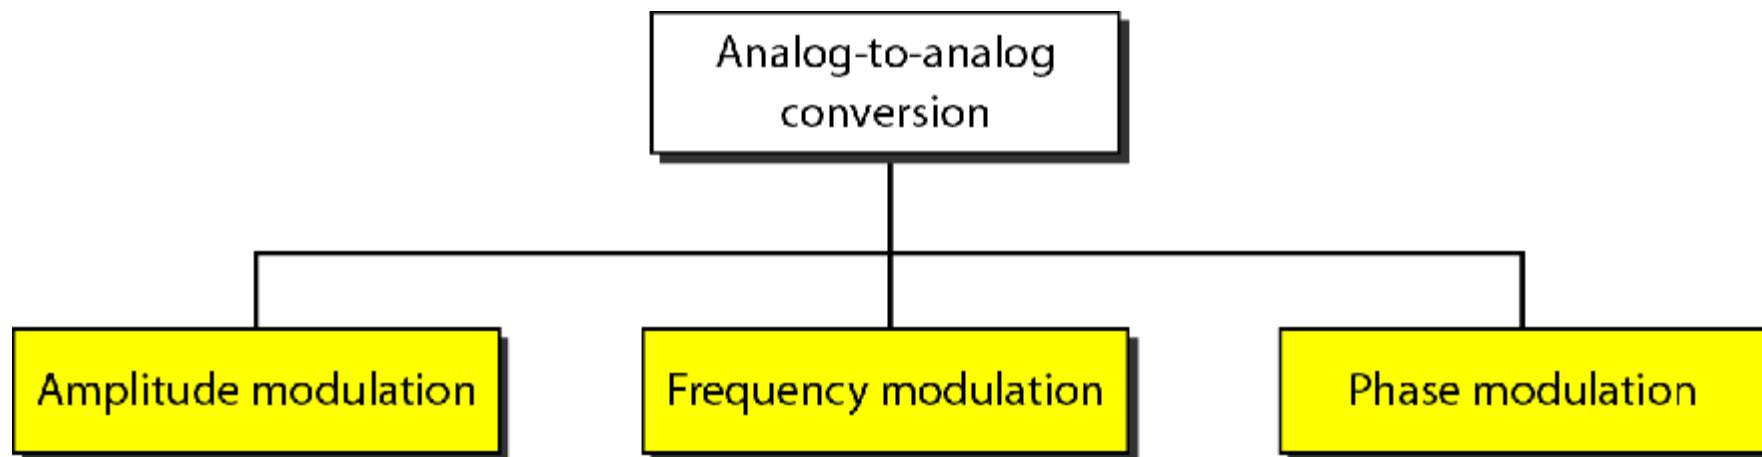 Analog-to-analog
conversion
Amplitude modulation
Frequency modulation
Phase modulation